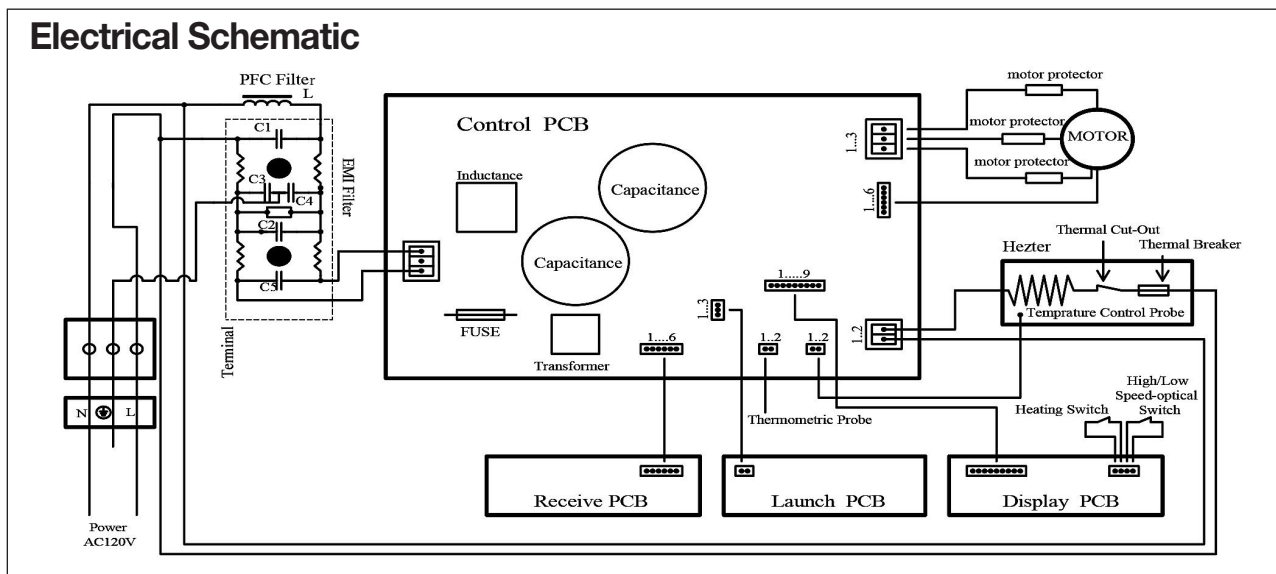 Electrical Schematic
PFC Filter
L
C1
C3
C4
C2
C5
EMI Filter
Terminal
N
L
Power
AC120V
Control PCB
Inductance
Capacitance
Capacitance
FUSE
Transformer
1....6
1...3
1.....9
1..2
1..2
1...3
1....6
1..2
motor protector
motor protector
motor protector
MOTOR
Thermal Cut-Out
Hezter
Thermal Breaker
Temprature Control Probe
Thermometric Probe
High/Low
Speed-optical
Switch
Heating Switch
Receive PCB
Launch PCB
Display PCB